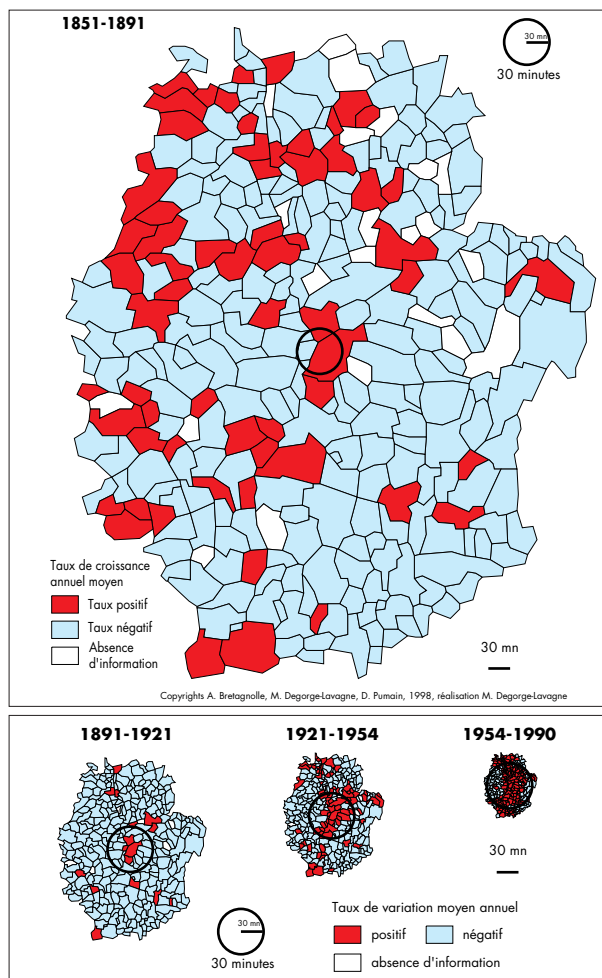 1851-1891
30 mn
30 minutes
Taux de croissance
annuel moyen
Taux positif
Taux négatif
Absence
d'information
30 mn
Copyrights A. Bretagnolle, M. Degorge-Lavagne, D. Pumain, 1998, réalisation M. Degorge-Lavagne
1891-1921
1921-1954
1954-1990
30 mn
30 mn
30 minutes
Taux de variation moyen annuel
positif
négatif
absence d'information